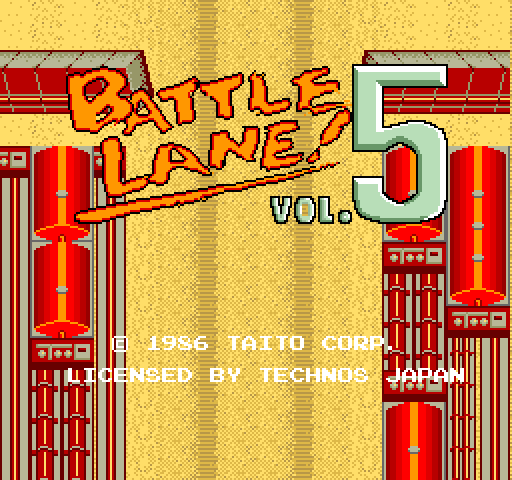 BATTLE
LANE!
VOL. 5
© 1986 TAITO CORP.
LICENSED BY TECHNOS JAPAN